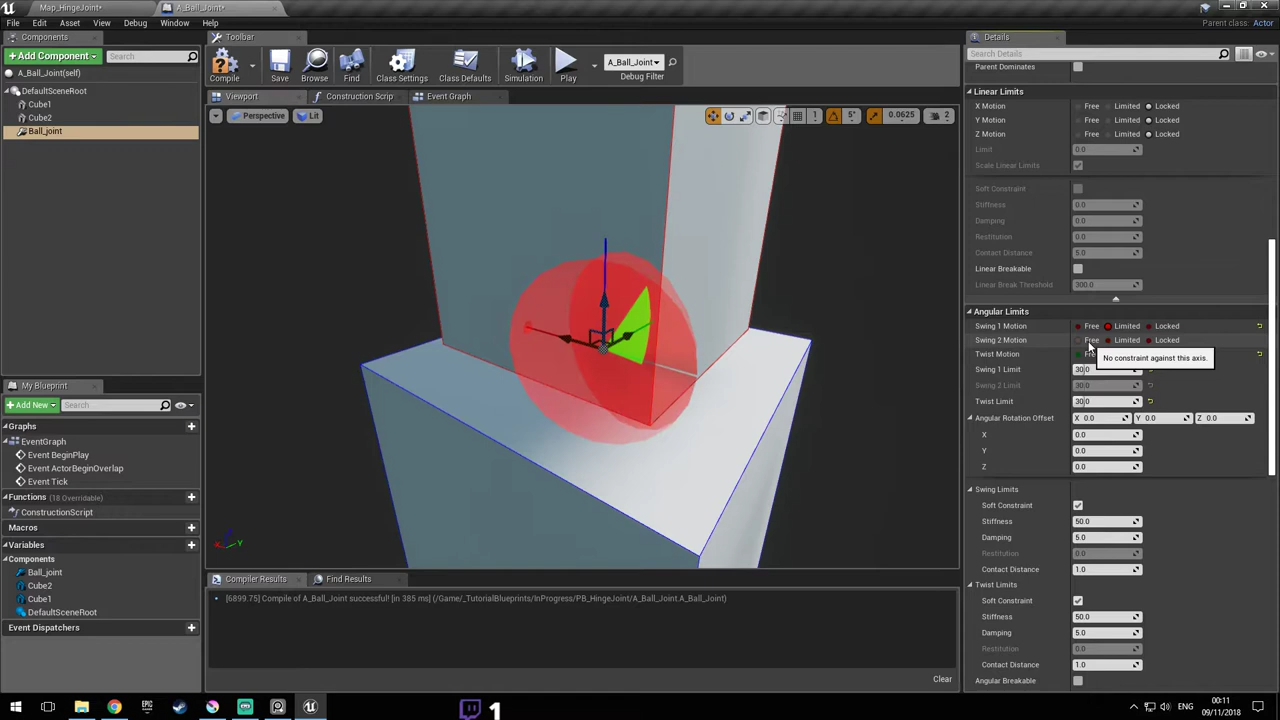 Map_HingeJoint*
A_Ball_Joint*
Parent class: Actor
File Edit Asset View Debug Window Help
Components
+Add Component
Search
A_Ball_Joint(self)
DefaultSceneRoot
Cube1
Cube2
Ball_joint
My Blueprint
+Add New
Search
Graphs
EventGraph
Event BeginPlay
Event ActorBeginOverlap
Event Tick
Functions (18 Overridable)
ConstructionScript
Macros
Variables
Components
Ball_joint
Cube2
Cube1
DefaultSceneRoot
Event Dispatchers
Toolbar
Compile
Save
Browse
Find
Class Settings
Class Defaults
Simulation
Play
A_Ball_Joint
Debug Filter
Viewport
Construction Scrip
Event Graph
Perspective
Lit
1
5°
0.0625
2
Compiler Results
Find Results
[6899.75] Compile of A_Ball_Joint successful! [in 385 ms] (/Game/_TutorialBlueprints/InProgress/PB_HingeJoint/A_Ball_Joint.A_Ball_Joint)
Clear
Details
Search Details
Parent Dominates
Linear Limits
X Motion Free Limited Locked
Y Motion Free Limited Locked
Z Motion Free Limited Locked
Limit 0.0
Scale Linear Limits
Soft Constraint
Stiffness 0.0
Damping 0.0
Restitution 0.0
Contact Distance 5.0
Linear Breakable
Linear Break Threshold 300.0
Angular Limits
Swing 1 Motion Free Limited Locked
Swing 2 Motion Free Limited Locked
Twist Motion
No constraint against this axis.
Swing 1 Limit 30.0
Swing 2 Limit 30.0
Twist Limit 30.0
Angular Rotation Offset X 0.0 Y 0.0 Z 0.0
X 0.0
Y 0.0
Z 0.0
Swing Limits
Soft Constraint
Stiffness 50.0
Damping 5.0
Restitution 0.0
Contact Distance 1.0
Twist Limits
Soft Constraint
Stiffness 50.0
Damping 5.0
Restitution 0.0
Contact Distance 1.0
Angular Breakable
1
ENG
00:11
09/11/2018